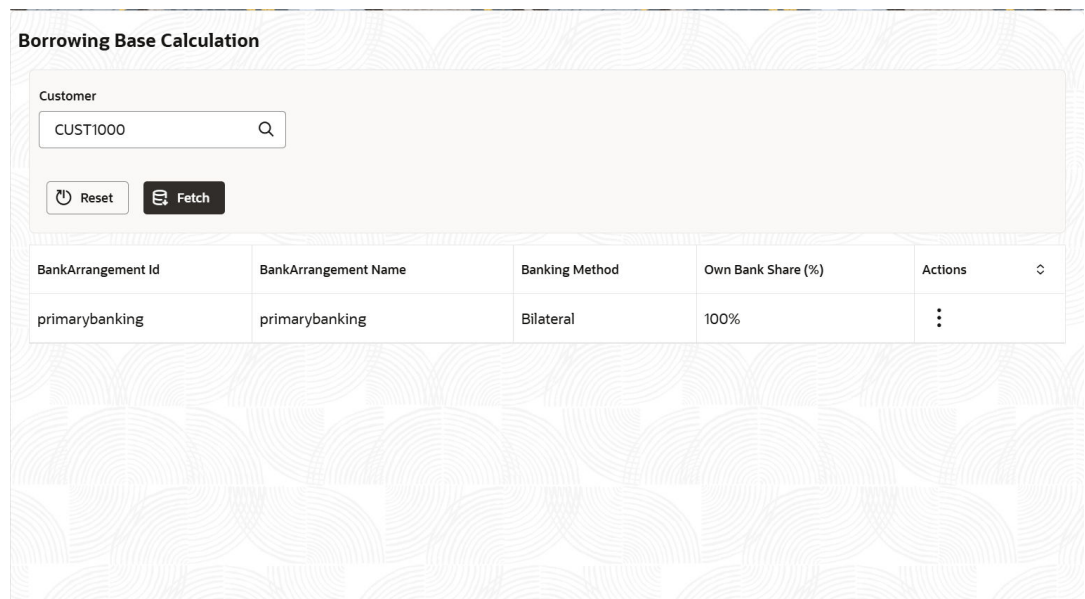 Borrowing Base Calculation
Customer
CUST1000
Reset Fetch
BankArrangement Id BankArrangement Name Banking Method Own Bank Share (%) Actions
primarybanking primarybanking Bilateral 100%